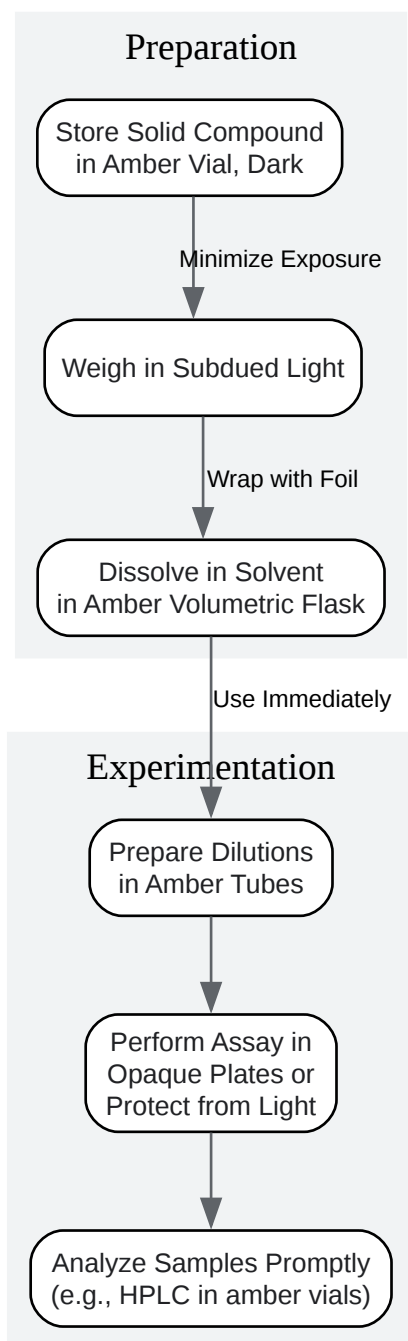 Preparation
Store Solid Compound
in Amber Vial, Dark
Minimize Exposure
Weigh in Subdued Light
Wrap with Foil
Dissolve in Solvent
in Amber Volumetric Flask
Use Immediately
Experimentation
Prepare Dilutions
in Amber Tubes
Perform Assay in
Opaque Plates or
Protect from Light
Analyze Samples Promptly
(e.g., HPLC in amber vials)